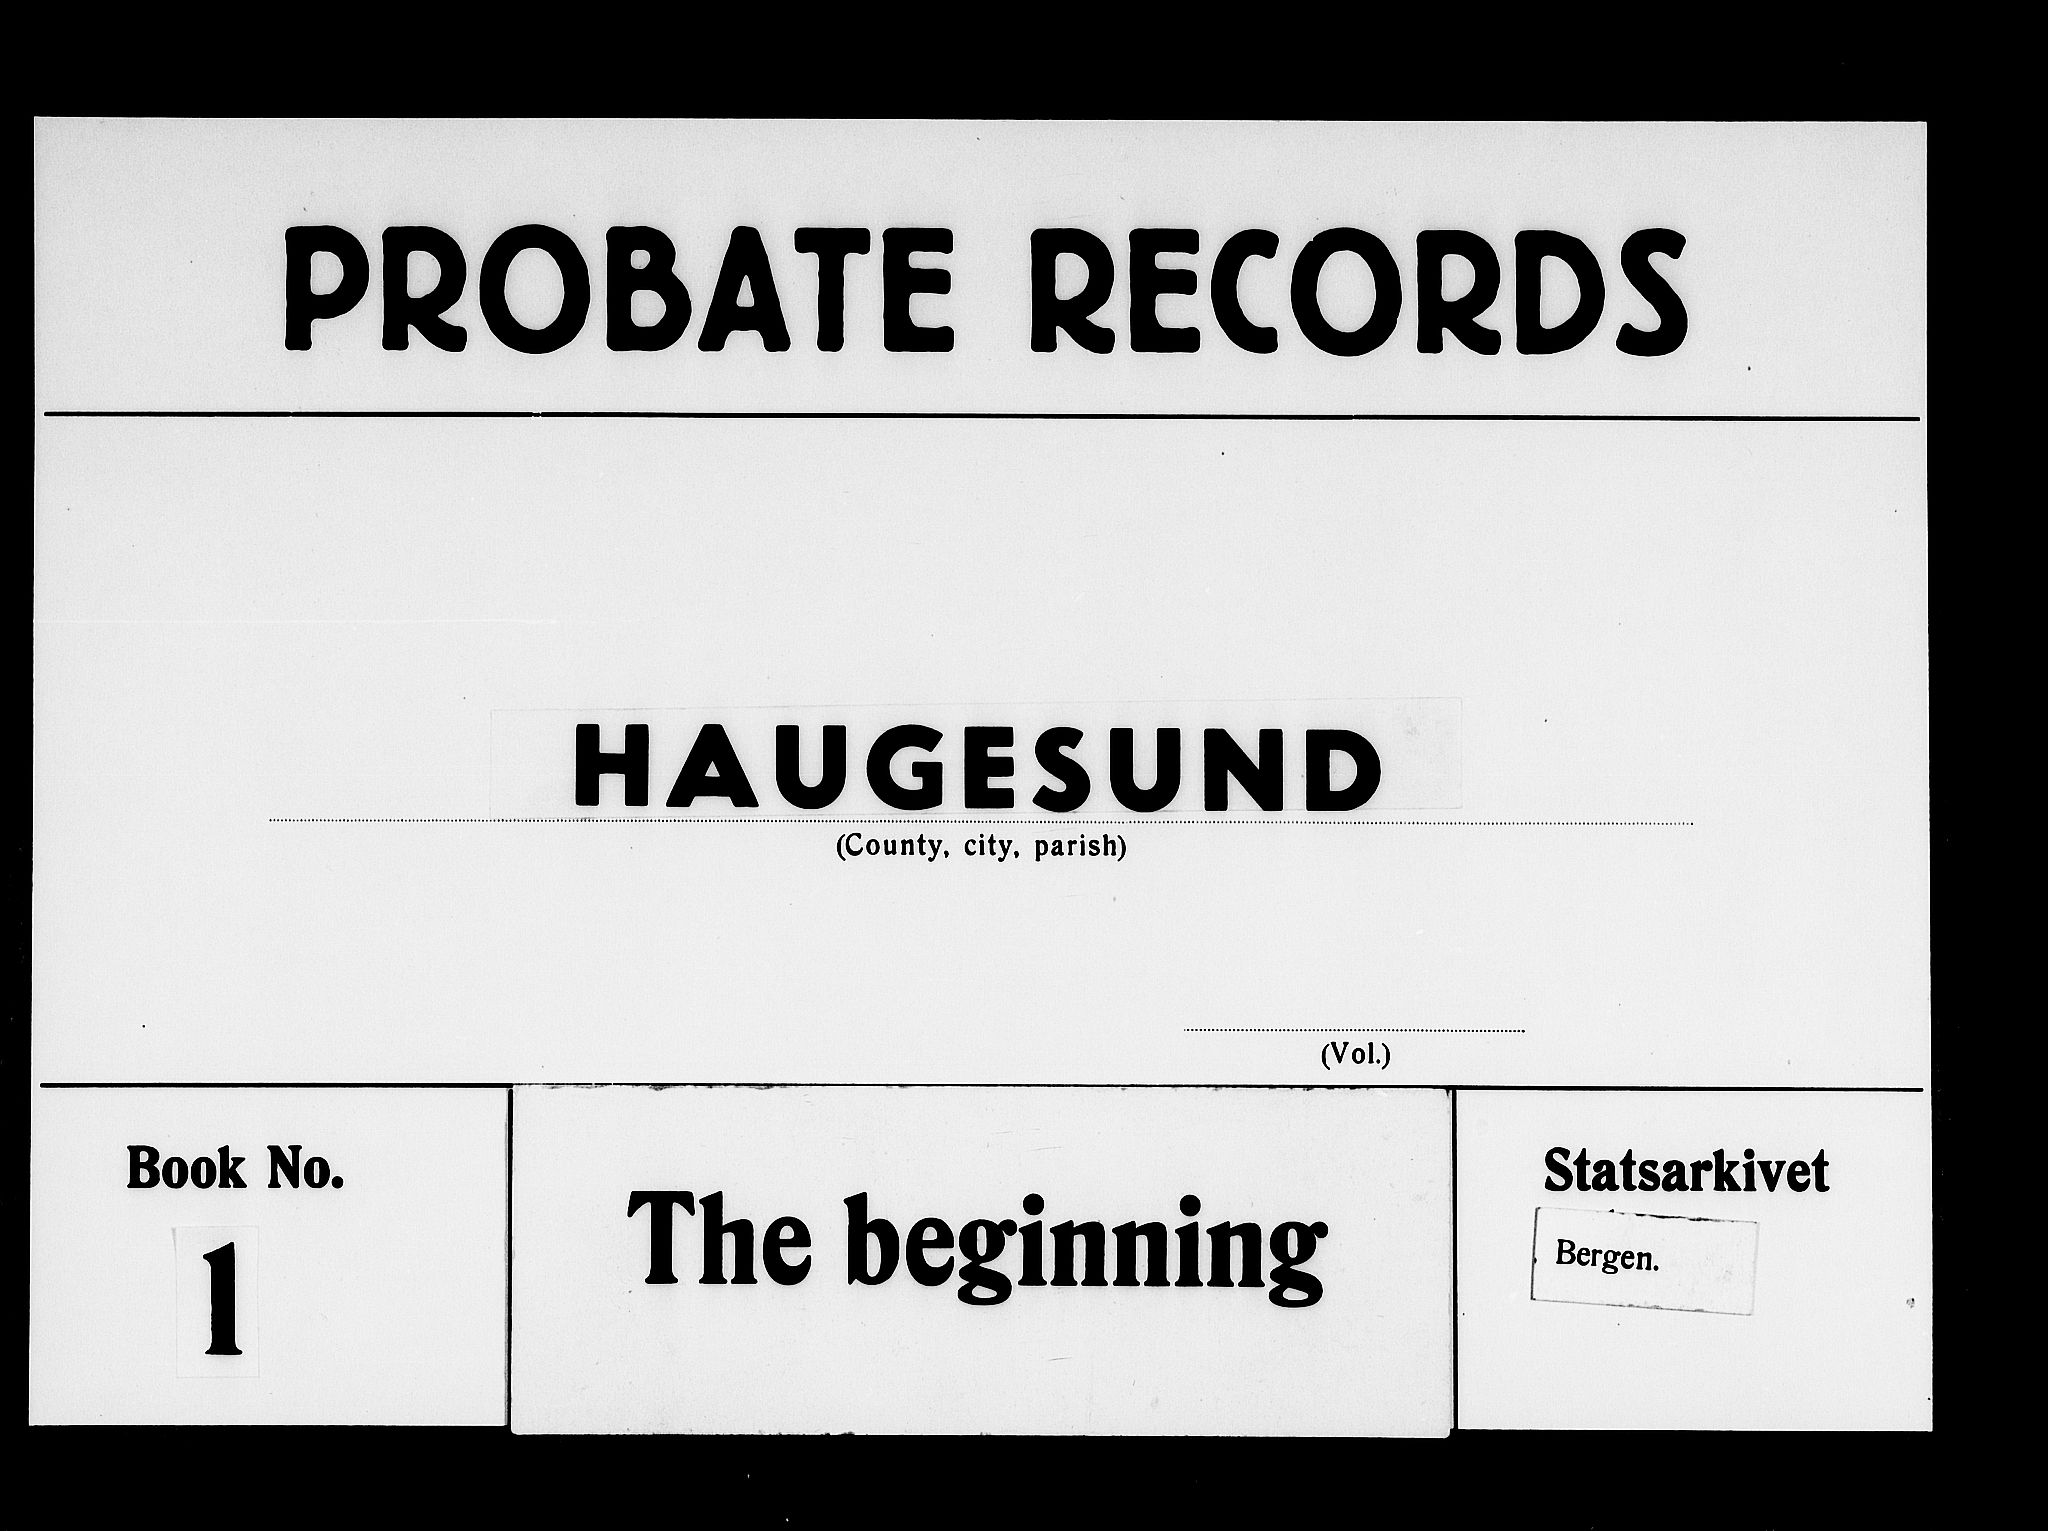 PROBATE RECORDS
HAUGESUND
(County, city, parish)
(Vol.)
Book No.
1
The beginning
Statsarkivet
Bergen.